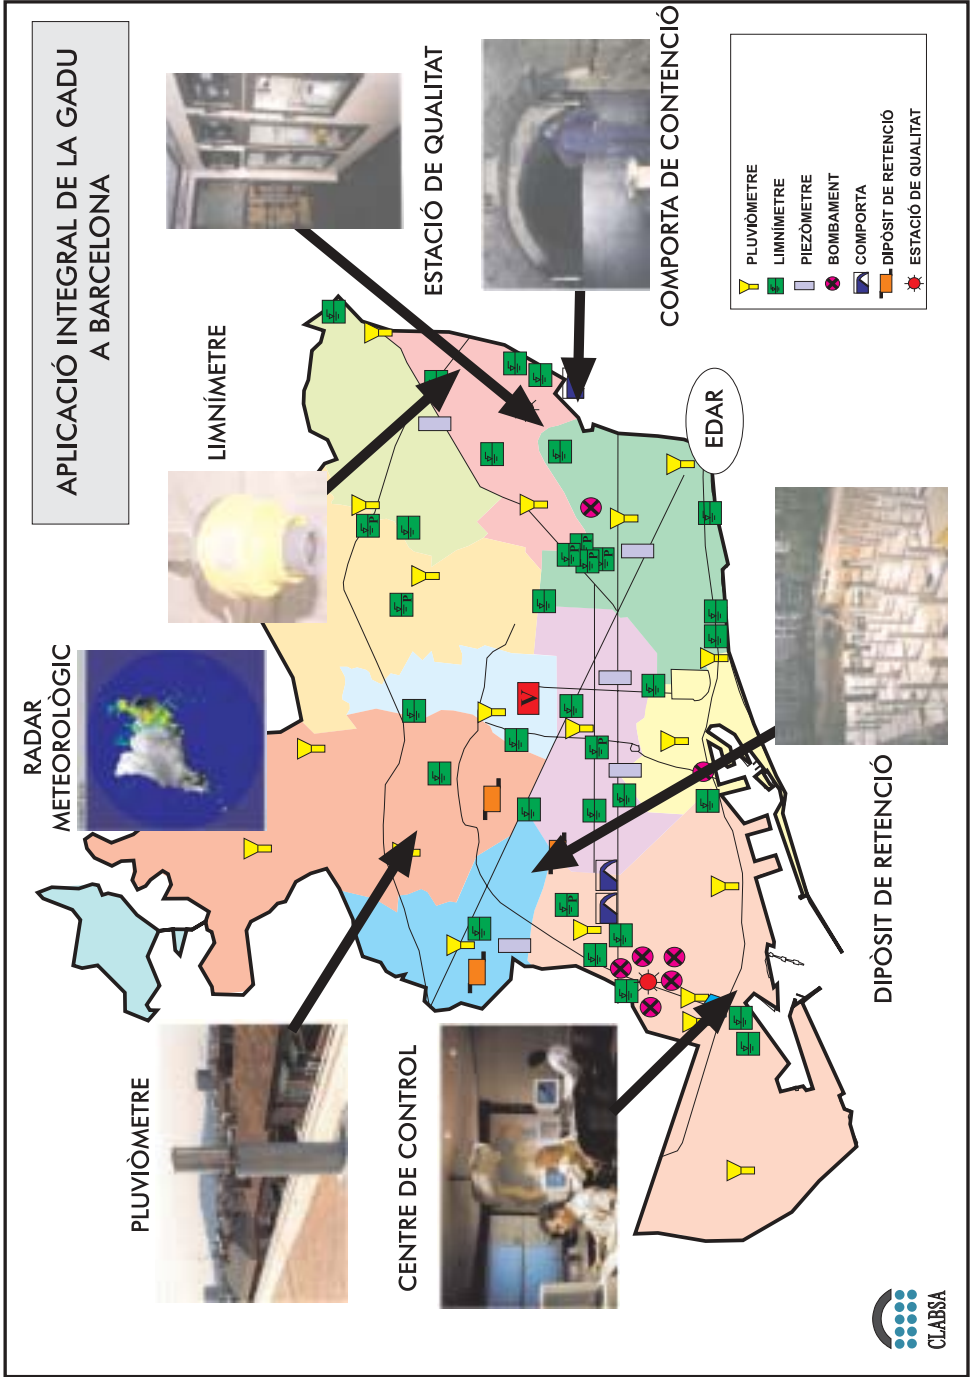 APLICACIÓ INTEGRAL DE LA GADU
A BARCELONA
RADAR
METEOROLÒGIC
LIMNÍMETRE
ESTACIÓ DE QUALITAT
COMPORTA DE CONTENCIÓ
PLUVIÒMETRE
CENTRE DE CONTROL
DIPÒSIT DE RETENCIÓ
EDAR
V
P
P
P
P
P
P
P
P
PLUVIÒMETRE
LIMNÍMETRE
PIEZÒMETRE
BOMBAMENT
COMPORTA
DIPÒSIT DE RETENCIÓ
ESTACIÓ DE QUALITAT
CLABSA